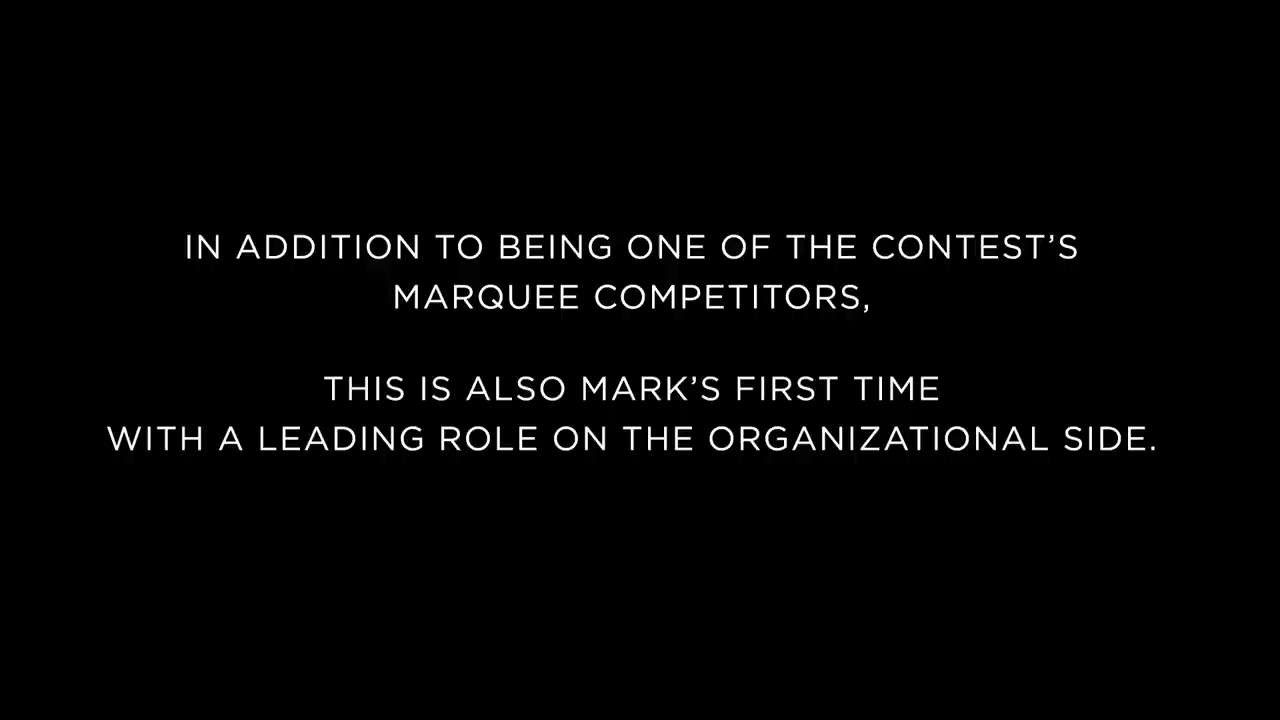 IN ADDITION TO BEING ONE OF THE CONTEST’S
MARQUEE COMPETITORS,
THIS IS ALSO MARK’S FIRST TIME
WITH A LEADING ROLE ON THE ORGANIZATIONAL SIDE.